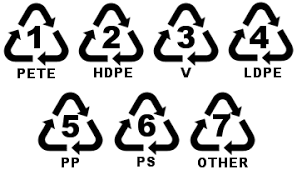 1 2 3 4
PETE HDPE V LDPE
5 6 7
PP PS OTHER